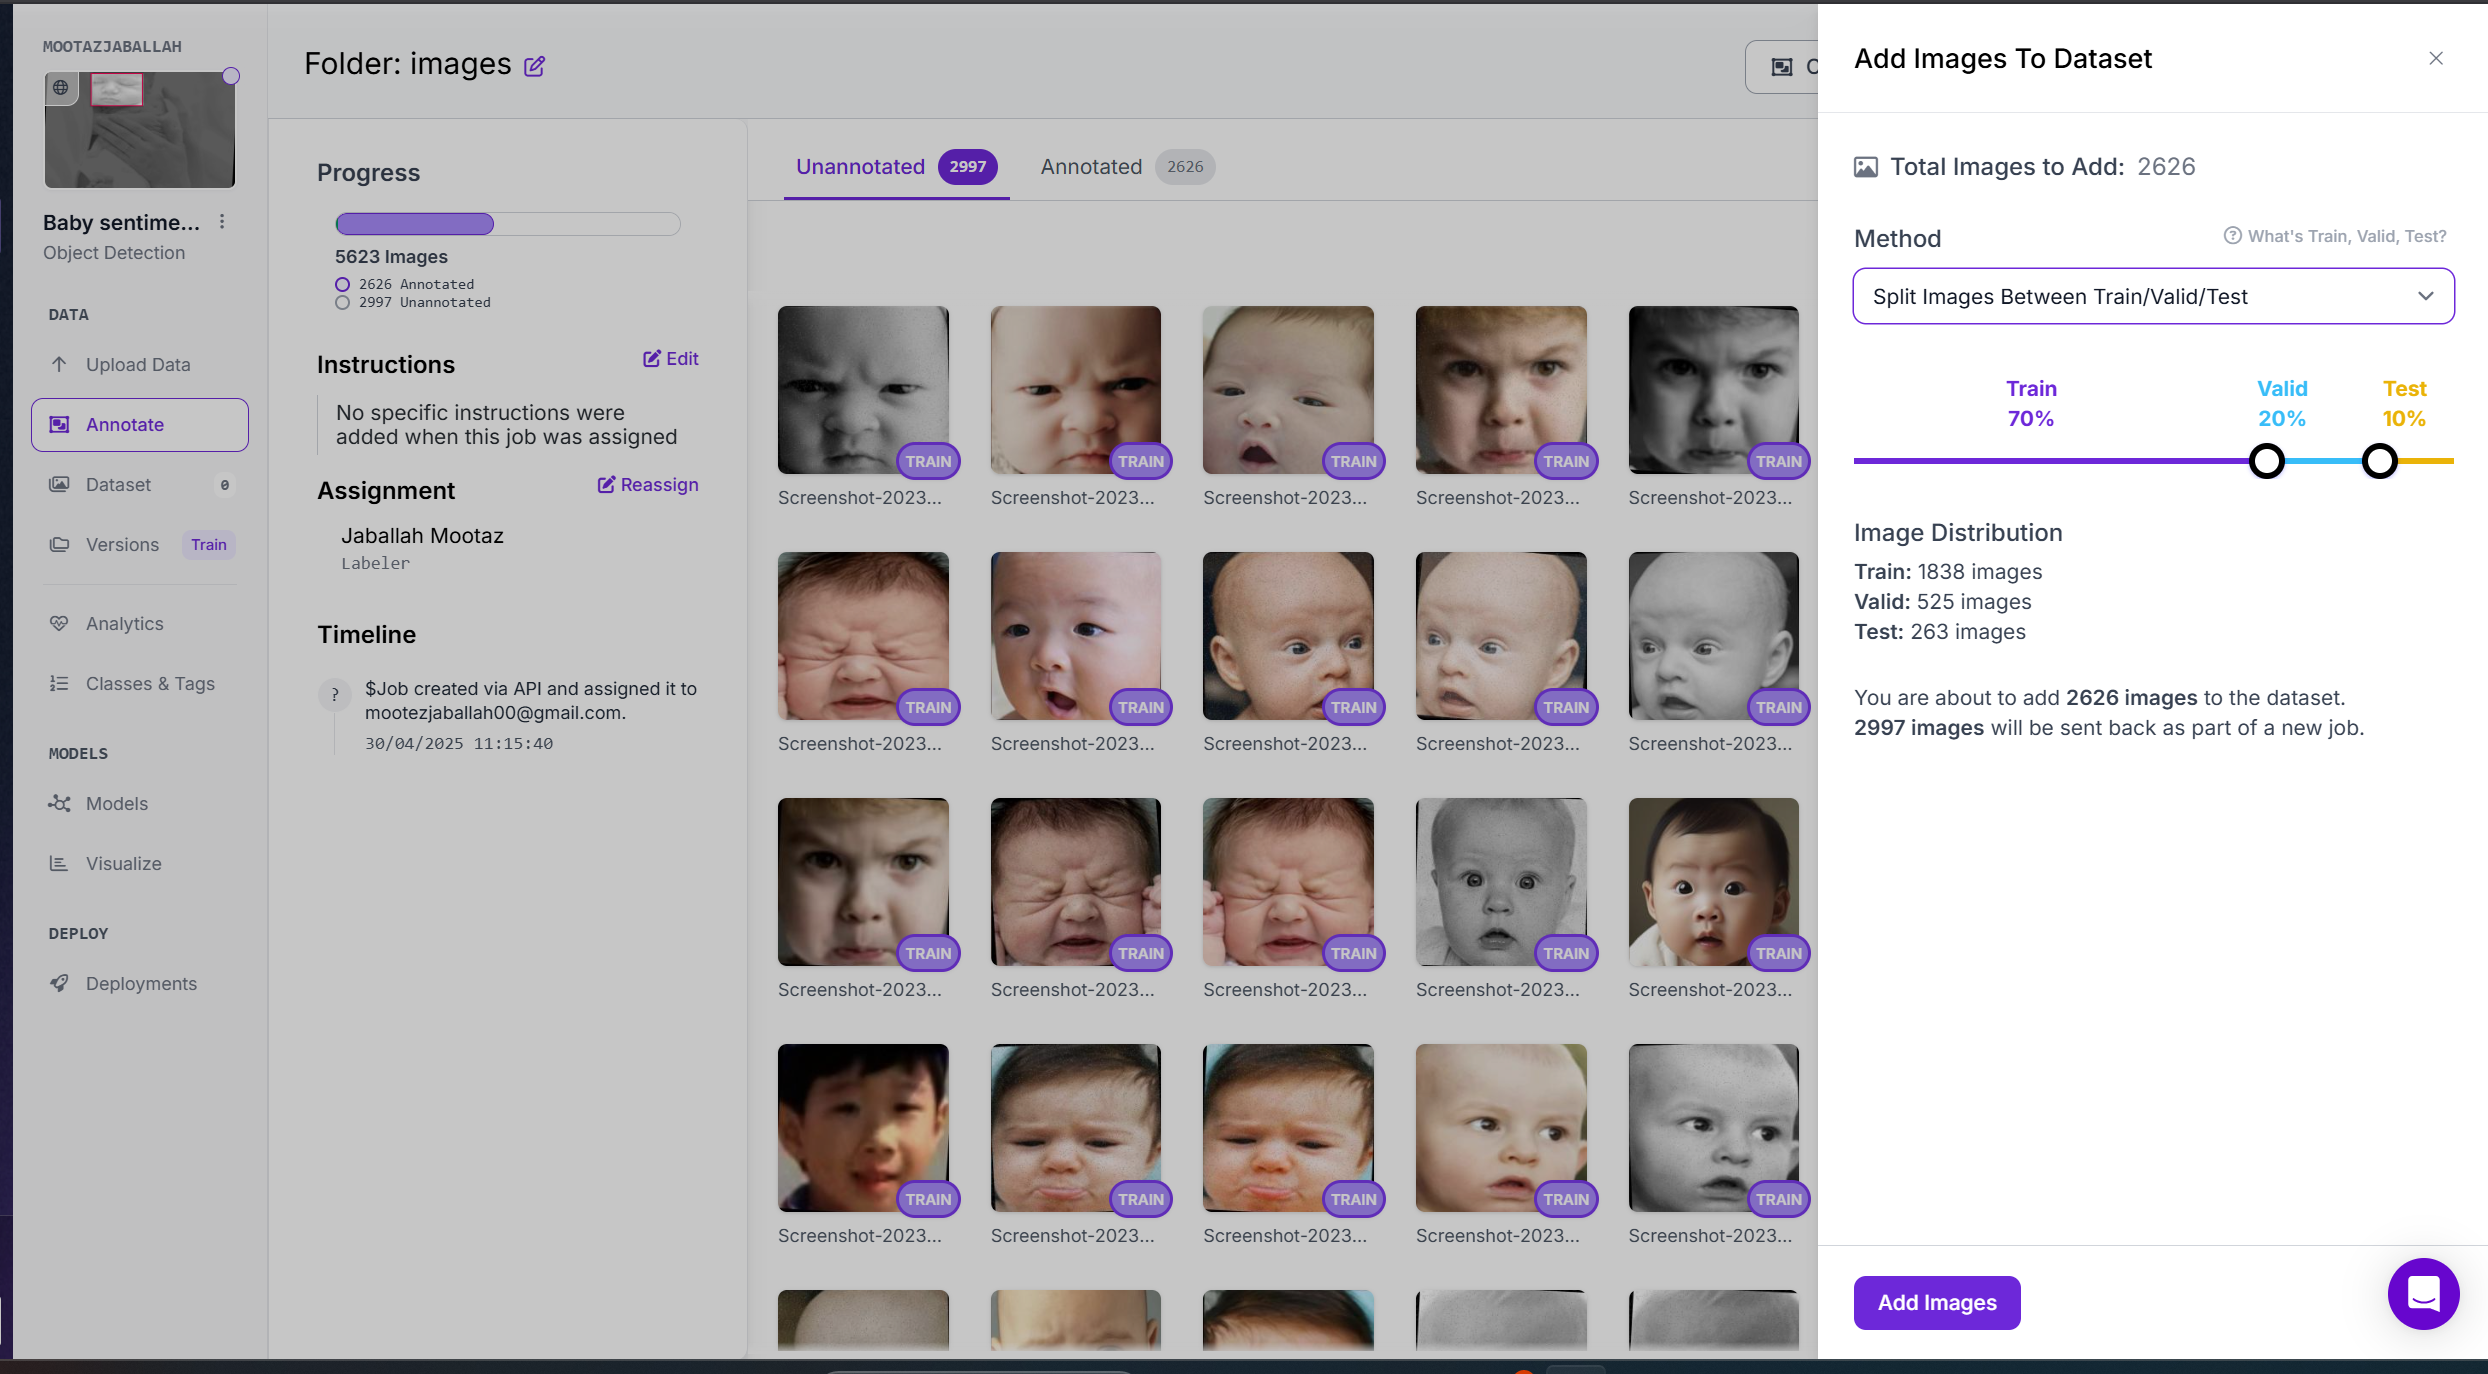 MOOTAZJABALLAH
Baby sentime...
Object Detection
DATA
Upload Data
Annotate
Dataset 0
Versions Train
Analytics
Classes & Tags
MODELS
Models
Visualize
DEPLOY
Deployments
Folder: images
Progress
5623 Images
2626 Annotated
2997 Unannotated
Instructions
Edit
No specific instructions were
added when this job was assigned
Assignment
Reassign
Jaballah Mootaz
Labeler
Timeline
?
$Job created via API and assigned it to
mootezjaballah00@gmail.com.
30/04/2025 11:15:40
Unannotated 2997 Annotated 2626
TRAIN TRAIN TRAIN TRAIN TRAIN
Screenshot-2023... Screenshot-2023... Screenshot-2023... Screenshot-2023... Screenshot-2023...
TRAIN TRAIN TRAIN TRAIN TRAIN
Screenshot-2023... Screenshot-2023... Screenshot-2023... Screenshot-2023... Screenshot-2023...
TRAIN TRAIN TRAIN TRAIN TRAIN
Screenshot-2023... Screenshot-2023... Screenshot-2023... Screenshot-2023... Screenshot-2023...
TRAIN TRAIN TRAIN TRAIN TRAIN
Screenshot-2023... Screenshot-2023... Screenshot-2023... Screenshot-2023... Screenshot-2023...
Add Images To Dataset
Total Images to Add: 2626
Method
What's Train, Valid, Test?
Split Images Between Train/Valid/Test
Train Valid Test
70% 20% 10%
Image Distribution
Train: 1838 images
Valid: 525 images
Test: 263 images
You are about to add 2626 images to the dataset.
2997 images will be sent back as part of a new job.
Add Images